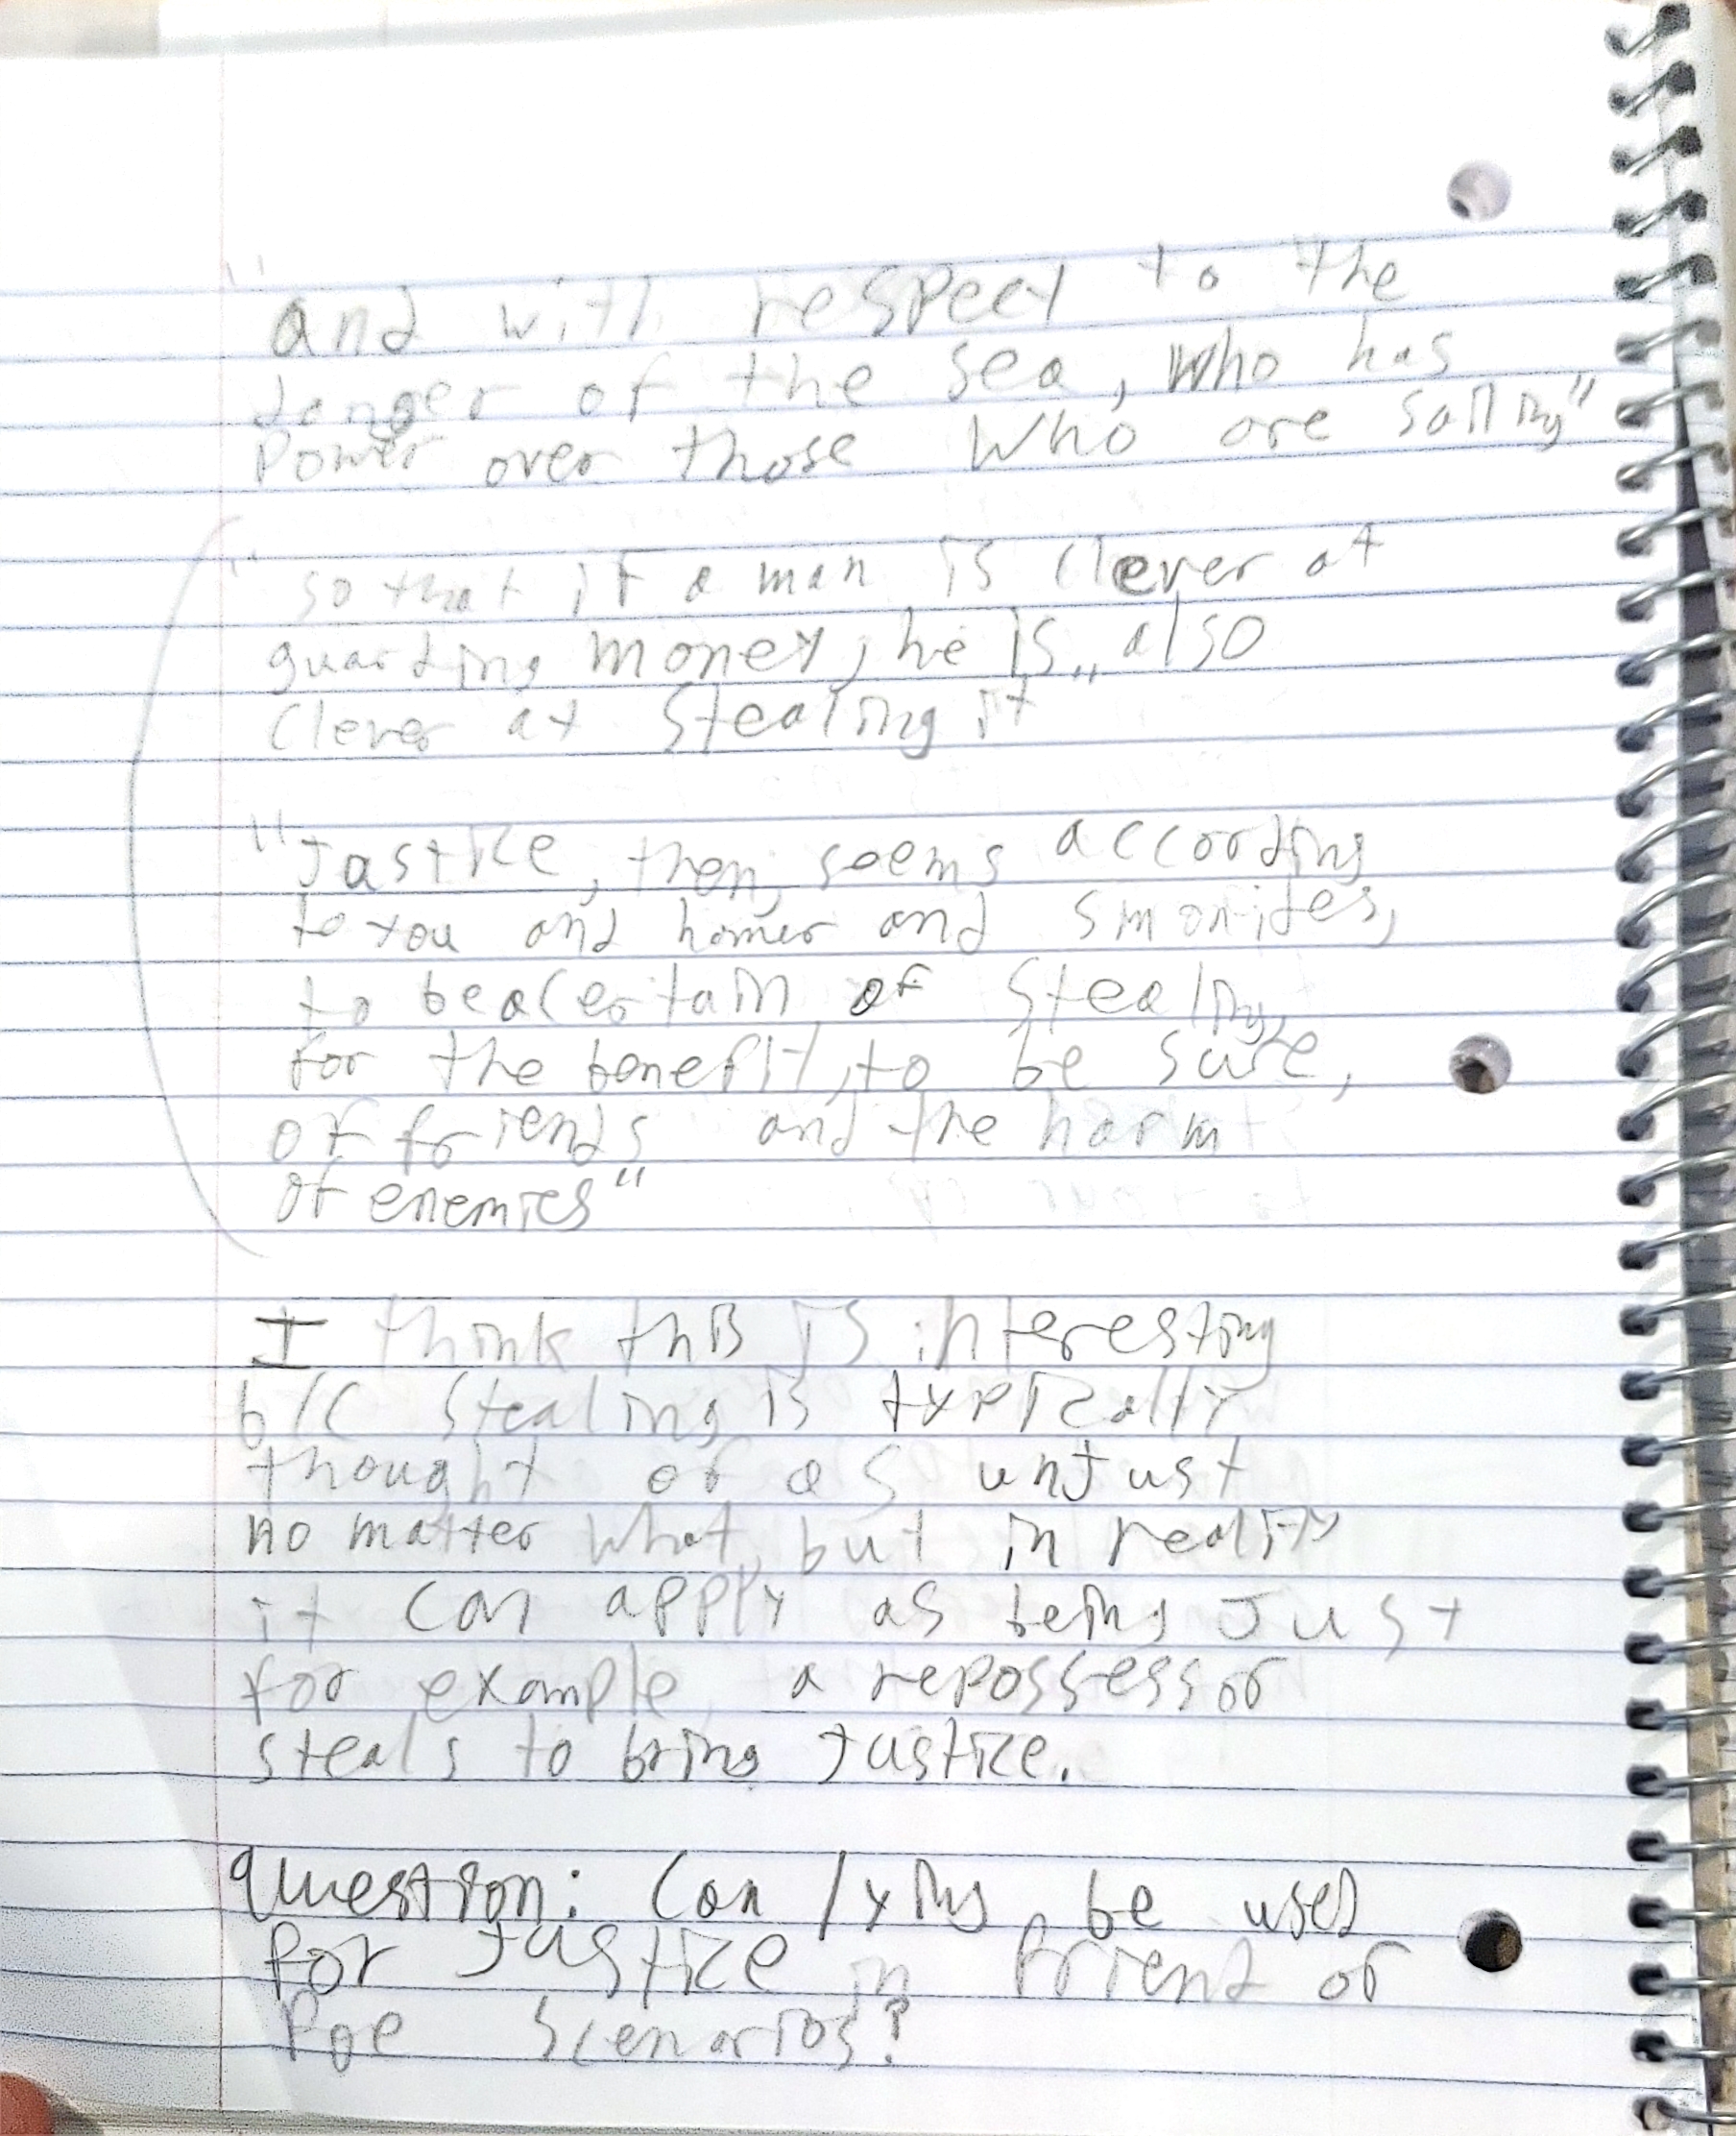 "and with respect to the
danger of the sea, who has
Power over those who are sailing"
"so that if a man is clever at
guarding money, he is also
clever at stealing it"
"Justice, then, seems according
to you and homer and Smonides,
to be a certain of stealing,
for the benefit, to be sure,
of friends and the harm
of enemies"
I think this is interesting
b/c stealing is typically
thought of as unjust
no matter what, but in reality
it can apply as being Just
for example, a repossessor
steals to bring Justice.
question: Can lying be used
for Justice in friend or
foe scenarios?